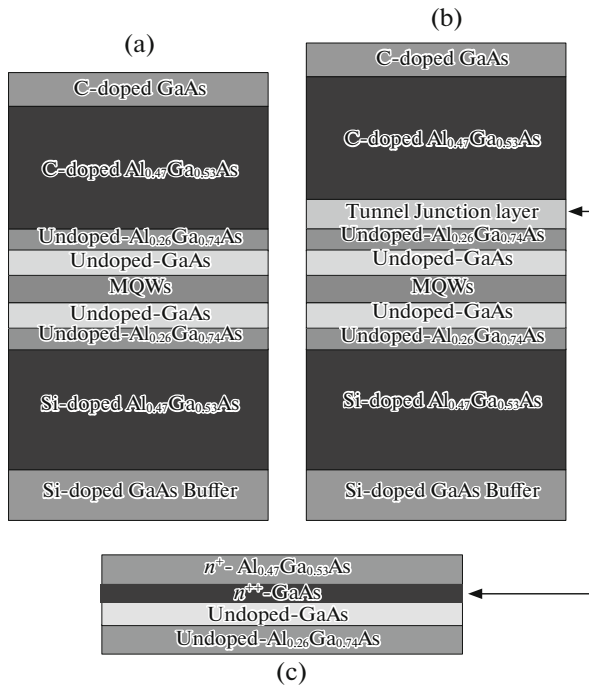 (a)
C-doped GaAs
C-doped Al₀.₄₇Ga₀.₅₃As
Undoped-Al₀.₂₆Ga₀.₇₄As
Undoped-GaAs
MQWs
Undoped-GaAs
Undoped-Al₀.₂₆Ga₀.₇₄As
Si-doped Al₀.₄₇Ga₀.₅₃As
Si-doped GaAs Buffer
(b)
C-doped GaAs
C-doped Al₀.₄₇Ga₀.₅₃As
Tunnel Junction layer
Undoped-Al₀.₂₆Ga₀.₇₄As
Undoped-GaAs
MQWs
Undoped-GaAs
Undoped-Al₀.₂₆Ga₀.₇₄As
Si-doped Al₀.₄₇Ga₀.₅₃As
Si-doped GaAs Buffer
n⁺- Al₀.₄₇Ga₀.₅₃As
n⁺⁺-GaAs
Undoped-GaAs
Undoped-Al₀.₂₆Ga₀.₇₄As
(c)